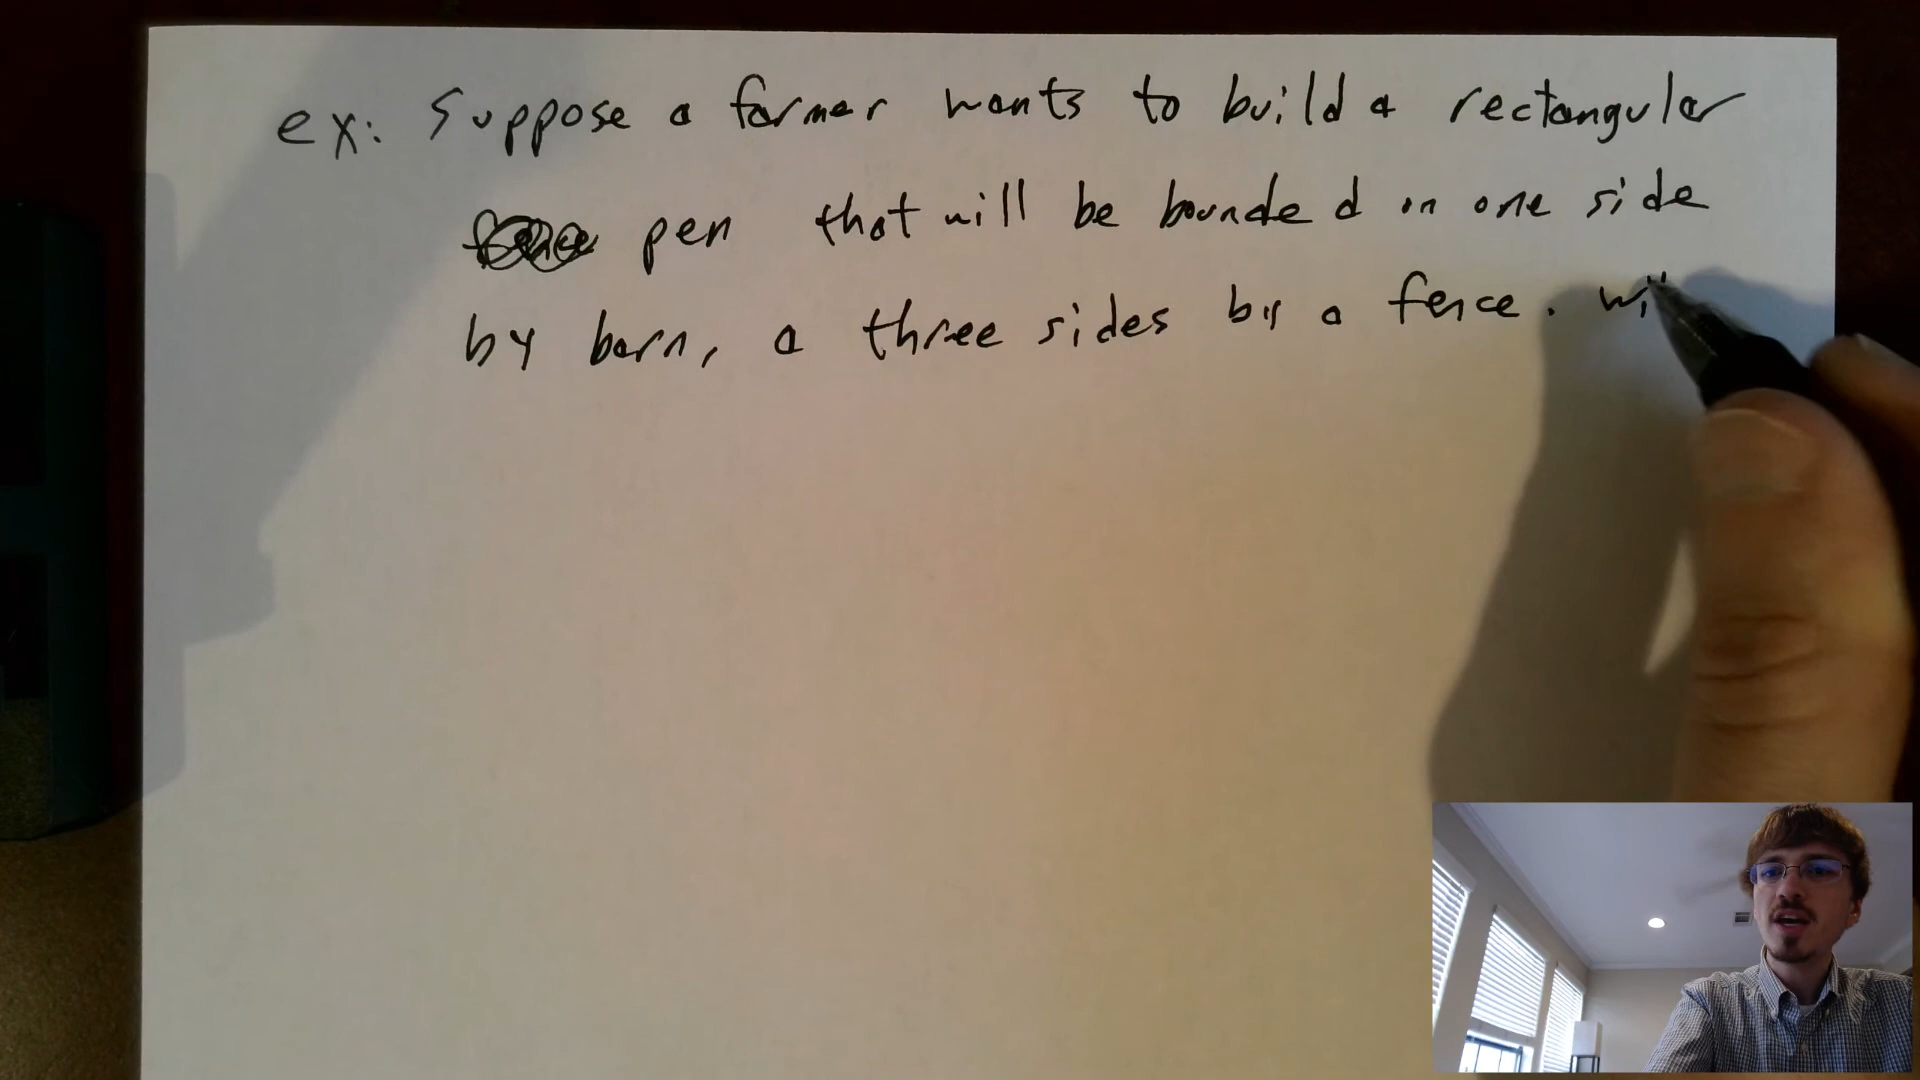 ex: Suppose a farmer wants to build a rectangular
pen that will be bounded on one side
by barn, a three sides by a fence. wi